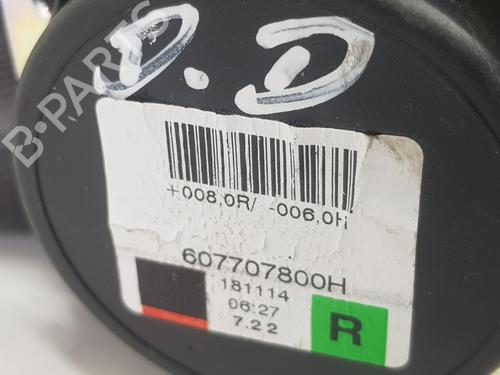 D.D
B-PARTS
+008,0R/ -006,0H
607707800H
181114
06:27
7.22
R